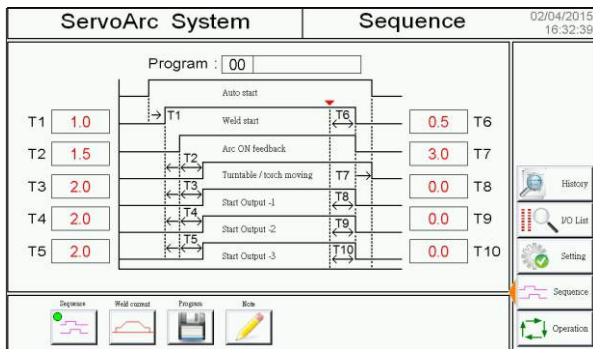 ServoArc System
Sequence
02/04/2015
16:32:39
Program : 00
Auto start
T1
Weld start
T6
Arc ON feedback
T2
Turntable / torch moving
T7
T3
Start Output -1
T8
T4
Start Output -2
T9
T5
Start Output -3
T10
T1 1.0
T2 1.5
T3 2.0
T4 2.0
T5 2.0
0.5 T6
3.0 T7
0.0 T8
0.0 T9
0.0 T10
History
I/O List
Setting
Sequence
Operation
Sequence
Weld current
Program
Note